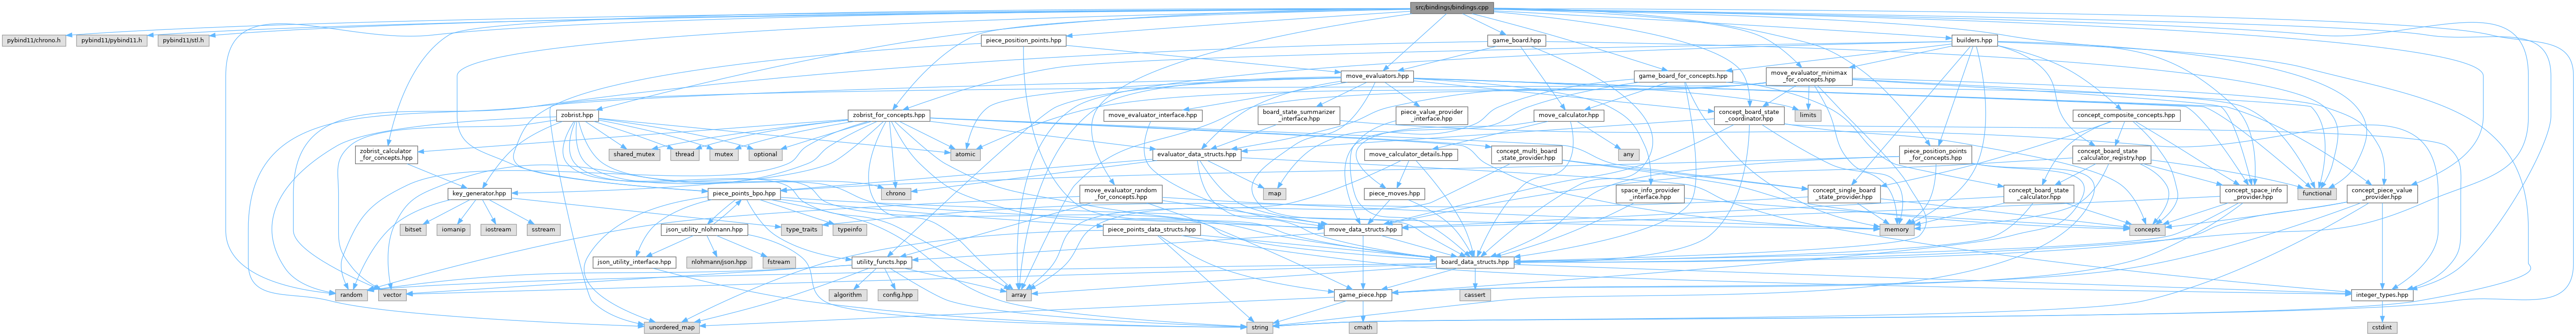 src/bindings/bindings.cpp
pybind11/chrono.h
pybind11/pybind11.h
pybind11/stl.h
piece_position_points.hpp
game_board.hpp
builders.hpp
move_evaluators.hpp
game_board_for_concepts.hpp
move_evaluator_minimax
_for_concepts.hpp
zobrist.hpp
zobrist_for_concepts.hpp
move_evaluator_interface.hpp
board_state_summarizer
_interface.hpp
piece_value_provider
_interface.hpp
move_calculator.hpp
limits
concept_board_state
_coordinator.hpp
concept_composite_concepts.hpp
zobrist_calculator
_for_concepts.hpp
shared_mutex
thread
mutex
optional
atomic
evaluator_data_structs.hpp
move_calculator_details.hpp
concept_multi_board
_state_provider.hpp
any
piece_position_points
_for_concepts.hpp
concept_board_state
_calculator_registry.hpp
key_generator.hpp
piece_points_bpo.hpp
chrono
move_evaluator_random
_for_concepts.hpp
map
piece_moves.hpp
space_info_provider
_interface.hpp
concept_single_board
_state_provider.hpp
concept_board_state
_calculator.hpp
concept_space_info
_provider.hpp
functional
concept_piece_value
_provider.hpp
bitset
iomanip
iostream
sstream
json_utility_nlohmann.hpp
type_traits
typeinfo
piece_points_data_structs.hpp
move_data_structs.hpp
memory
concepts
json_utility_interface.hpp
nlohmann/json.hpp
fstream
utility_functs.hpp
board_data_structs.hpp
random
vector
algorithm
config.hpp
array
game_piece.hpp
cassert
integer_types.hpp
unordered_map
string
cmath
cstdint